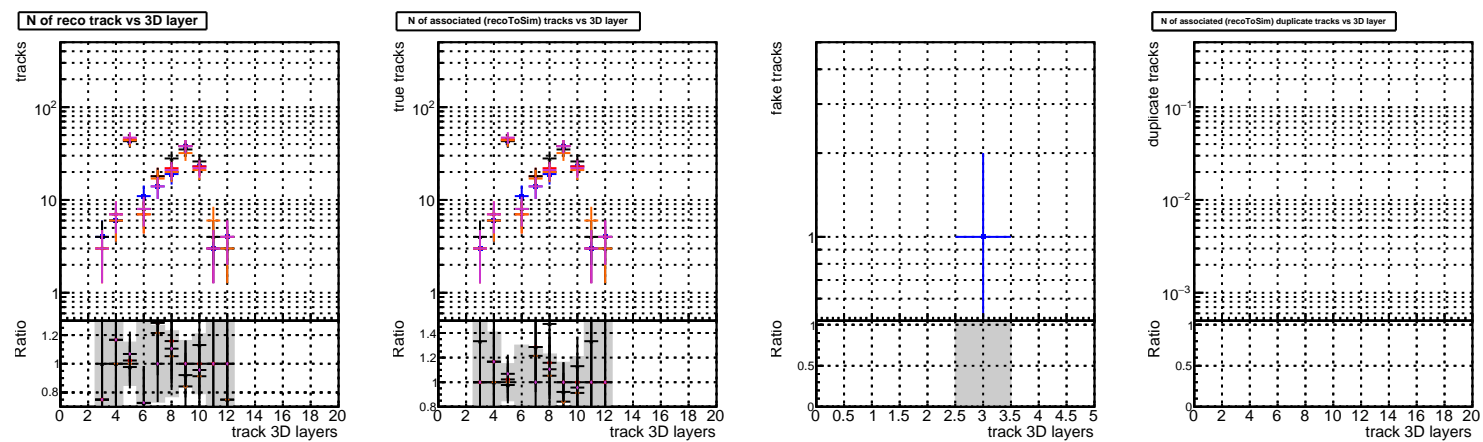 N of reco track vs 3D layer
tracks
10²
10
1
Ratio
1.2
1
0.8
0 2 4 6 8 10 12 14 16 18 20
track 3D layers
N of associated (recoToSim) tracks vs 3D layer
true tracks
10²
10
1
Ratio
1.4
1.2
1
0.8
0 2 4 6 8 10 12 14 16 18 20
track 3D layers
fake tracks
1
Ratio
1
0.5
0
0 0.5 1 1.5 2 2.5 3 3.5 4 4.5 5
track 3D layers
N of associated (recoToSim) duplicate tracks vs 3D layer
duplicate tracks
10⁻¹
10⁻²
10⁻³
Ratio
1
0.5
0
0 2 4 6 8 10 12 14 16 18 20
track 3D layers